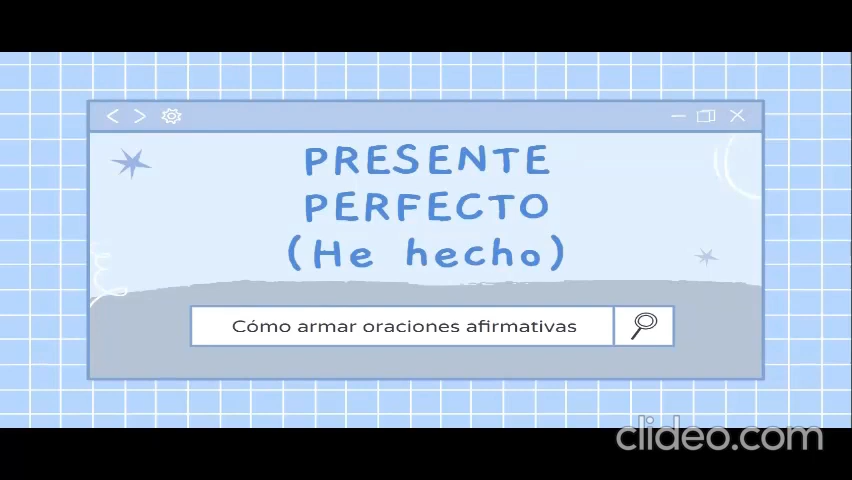 PRESENTE
PERFECTO
(He hecho)
Cómo armar oraciones afirmativas
clideo.com